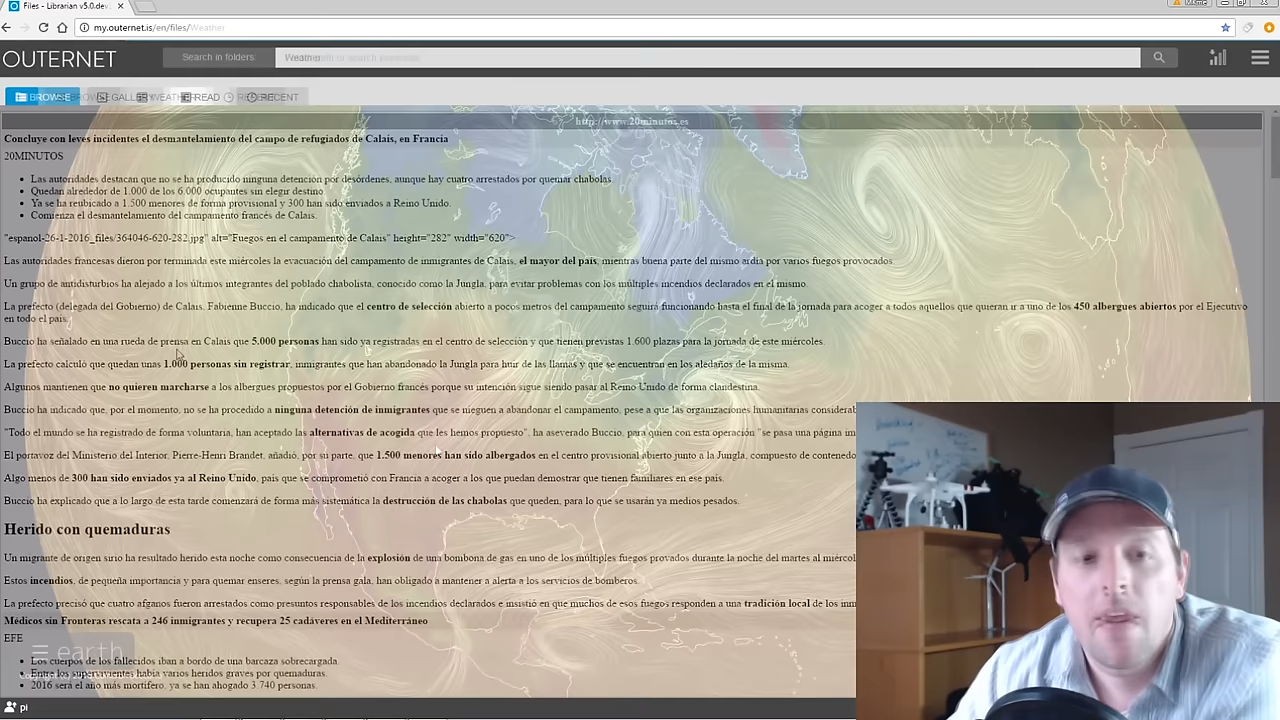 Files - Librarian v5.0.dev
my.outernet.is/en/files/Weather
OUTERNET
Search in folders:
Weather
BROWSE GALLERY WEATHER READ RECENT
http://www.20minutos.es
Concluye con leves incidentes el desmantelamiento del campo de refugiados de Calais, en Francia
20MINUTOS
Las autoridades destacan que no se ha producido ninguna detención por desórdenes, aunque hay cuatro arrestados por quemar chabolas
Quedan alrededor de 1.000 de los 6.000 ocupantes sin elegir destino
Ya se ha reubicado a 1.500 menores de forma provisional y 300 han sido enviados a Reino Unido.
Comienza el desmantelamiento del campamento francés de Calais.
"espanol-26-1-2016_files/364046-620-282.jpg" alt="Fuegos en el campamento de Calais" height="282" width="620">
Las autoridades francesas dieron por terminada este miércoles la evacuación del campamento de inmigrantes de Calais, el mayor del país, mientras buena parte del mismo ardía por varios fuegos provocados.
Un grupo de antidisturbios ha alejado a los últimos integrantes del poblado chabolista, conocido como la Jungla, para evitar problemas con los múltiples incendios declarados en el mismo.
La prefecto (delegada del Gobierno) de Calais, Fabienne Buccio, ha indicado que el centro de selección abierto a pocos metros del campamento seguirá funcionando hasta el final de la jornada para acoger a todos aquellos que quieran ir a uno de los 450 albergues abiertos por el Ejecutivo
en todo el país.
Buccio ha señalado en una rueda de prensa en Calais que 5.000 personas han sido ya registradas en el centro de selección y que tienen previstas 1.600 plazas para la jornada de este miércoles.
La prefecto calculó que quedan unas 1.000 personas sin registrar, inmigrantes que han abandonado la Jungla para huir de las llamas y que se encuentran en los aledaños de la misma.
Algunos mantienen que no quieren marcharse a los albergues propuestos por el Gobierno francés porque su intención sigue siendo pasar al Reino Unido de forma clandestina.
Buccio ha indicado que, por el momento, no se ha procedido a ninguna detención de inmigrantes que se nieguen a abandonar el campamento, pese a que las organizaciones humanitarias considerab
"Todo el mundo se ha registrado de forma voluntaria, han aceptado las alternativas de acogida que les hemos propuesto", ha aseverado Buccio, para quien con esta operación "se pasa una página im
El portavoz del Ministerio del Interior, Pierre-Henri Brandet, añadió, por su parte, que 1.500 menores han sido albergados en el centro provisional abierto junto a la Jungla, compuesto de contenedo
Algo menos de 300 han sido enviados ya al Reino Unido, país que se comprometió con Francia a acoger a los que puedan demostrar que tienen familiares en ese país.
Buccio ha explicado que a lo largo de esta tarde comenzará de forma más sistemática la destrucción de las chabolas que queden, para lo que se usarán ya medios pesados.
Herido con quemaduras
Un migrante de origen sirio ha resultado herido esta noche como consecuencia de la explosión de una bombona de gas en uno de los múltiples fuegos provados durante la noche del martes al miércol
Estos incendios, de pequeña importancia y para quemar enseres, según la prensa gala, han obligado a mantener a alerta a los servicios de bomberos.
La prefecto precisó que cuatro afganos fueron arrestados como presuntos responsables de los incendios declarados e insistió en que muchos de esos fuegos responden a una tradición local de los inm
Médicos sin Fronteras rescata a 246 inmigrantes y recupera 25 cadáveres en el Mediterráneo
EFE
Los cuerpos de los fallecidos iban a bordo de una barcaza sobrecargada.
Entre los supervivientes había varios heridos graves por quemaduras.
2016 será el año más mortífero, ya se han ahogado 3.740 personas.
earth
pi